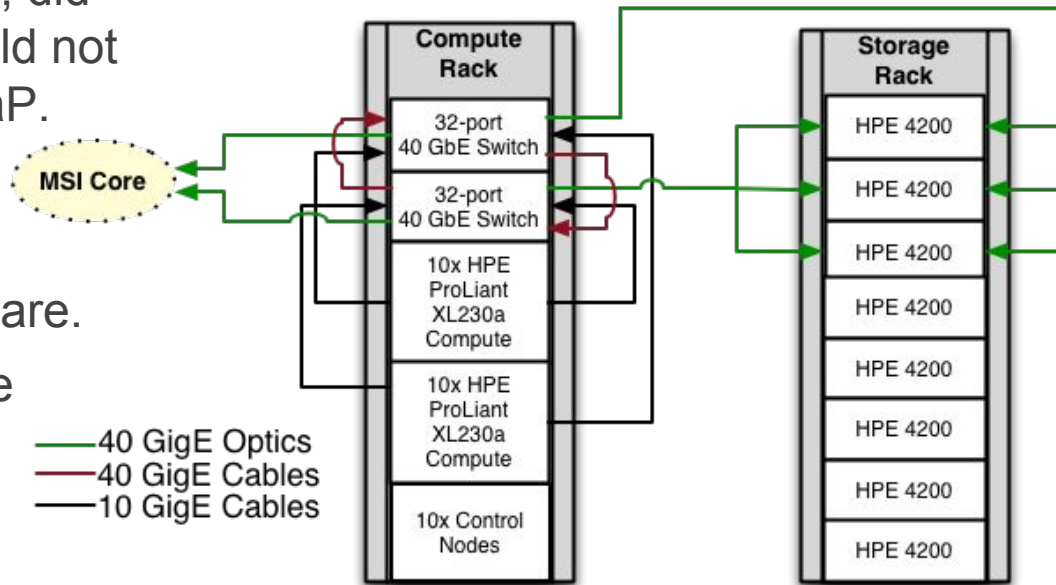 , did
ld not
aP.
are.
e
MSI Core
40 GigE Optics
40 GigE Cables
10 GigE Cables
Compute
Rack
32-port
40 GbE Switch
32-port
40 GbE Switch
10x HPE
ProLiant
XL230a
Compute
10x HPE
ProLiant
XL230a
Compute
10x Control
Nodes
Storage
Rack
HPE 4200
HPE 4200
HPE 4200
HPE 4200
HPE 4200
HPE 4200
HPE 4200
HPE 4200